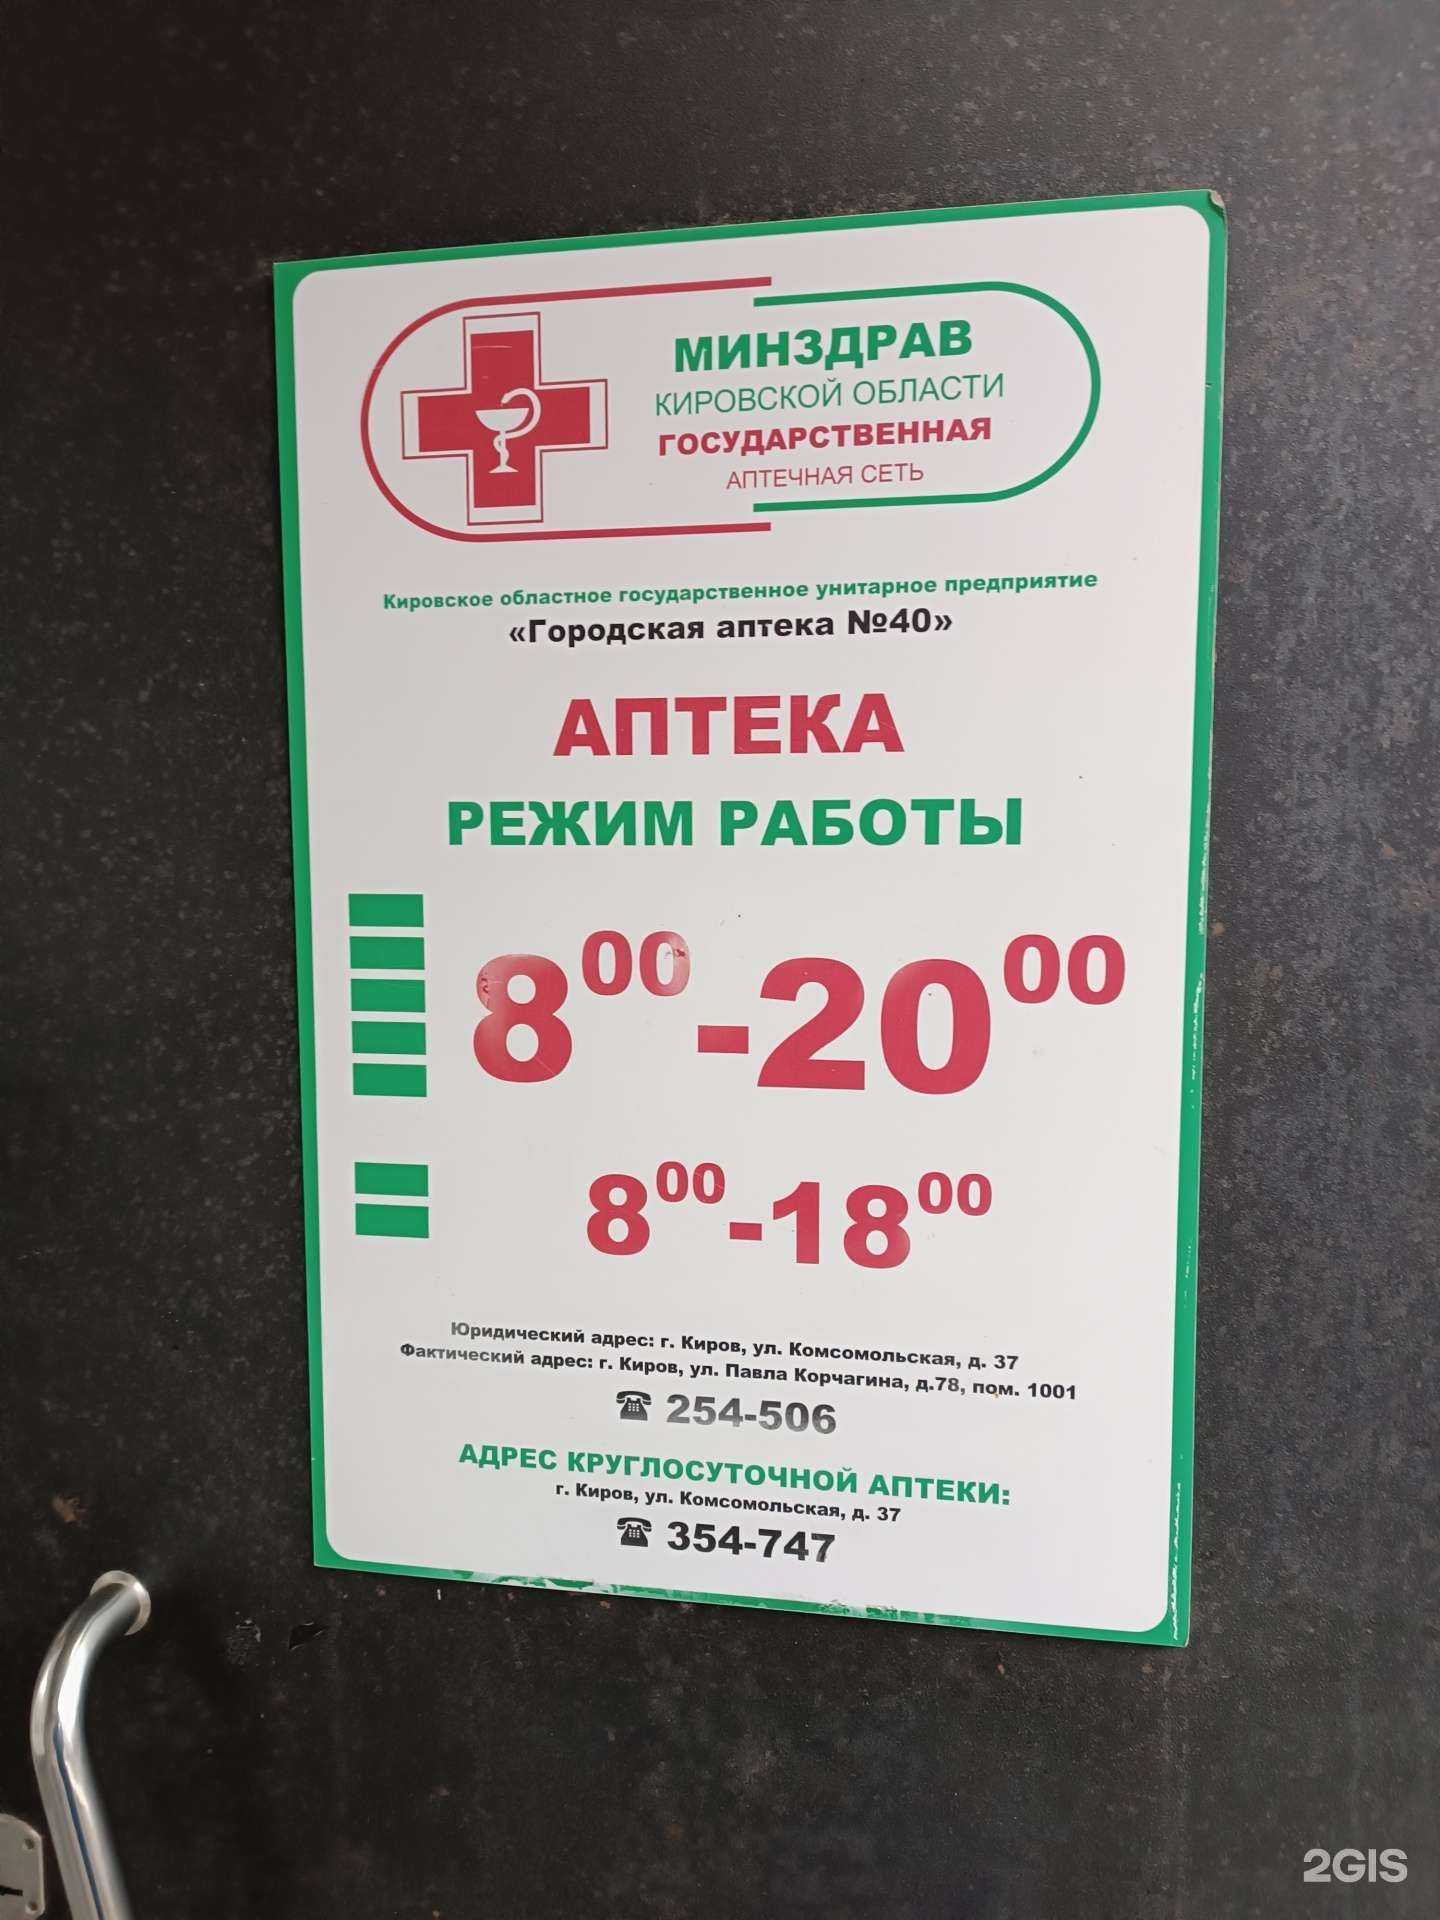 МИНЗДРАВ
КИРОВСКОЙ ОБЛАСТИ
ГОСУДАРСТВЕННАЯ
АПТЕЧНАЯ СЕТЬ
Кировское областное государственное унитарное предприятие
«Городская аптека №40»
АПТЕКА
РЕЖИМ РАБОТЫ
8⁰⁰-20⁰⁰
8⁰⁰-18⁰⁰
Юридический адрес: г. Киров, ул. Комсомольская, д. 37
Фактический адрес: г. Киров, ул. Павла Корчагина, д.78, пом. 1001
☎ 254-506
АДРЕС КРУГЛОСУТОЧНОЙ АПТЕКИ:
г. Киров, ул. Комсомольская, д. 37
☎ 354-747
2GIS